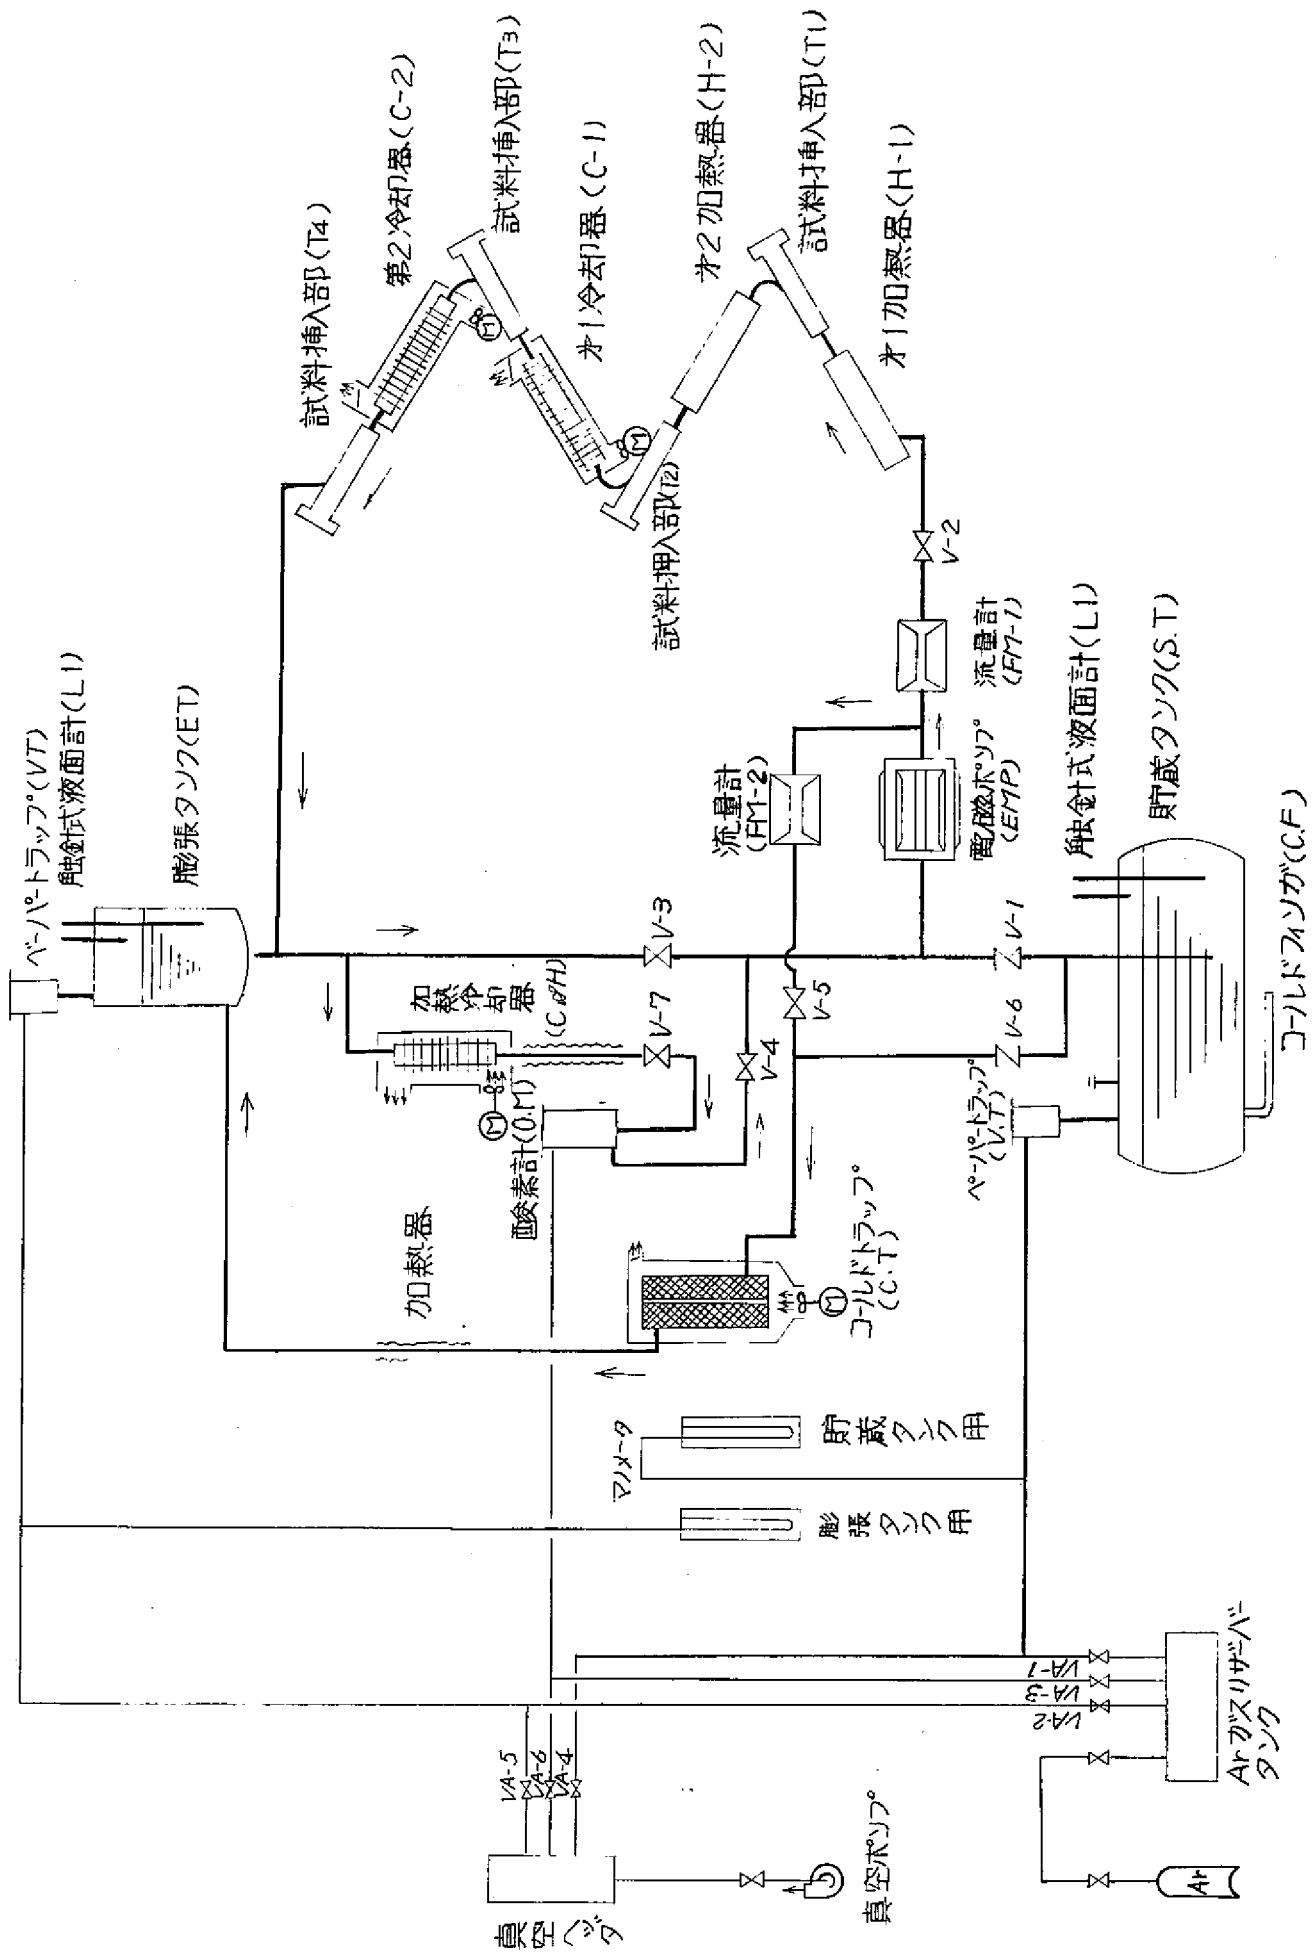 ベーパートラップ(VT)
触針式液面計(L1)
膨張タンク(ET)
試料挿入部(T4)
第2冷却器(C-2)
試料挿入部(T3)
才1冷却器(C-1)
才2加熱器(H-2)
試料挿入部(T1)
才1加熱器(H-1)
試料押入部(T2)
M
M
加熱
冷却
器
(C&H)
M
酸素計(O.M)
加熱器
V-3
V-7
V-4
V-5
V-1
V-6
V-2
流量計
(FM-2)
流量計
(FM-1)
電磁ポンプ
(EMP)
触針式液面計(L1)
貯蔵タンク(S.T)
コールドフィンガ(C.F)
ベーパートラップ
(V.T)
M
コールドトラップ
(C.T)
マノメータ
貯蔵タンク用
膨張タンク用
VA-5
VA-6
VA-4
VA-1
VA-3
VA-2
真空ヘッダ
真空ポンプ
Arガスリザーバー
タンク
Ar